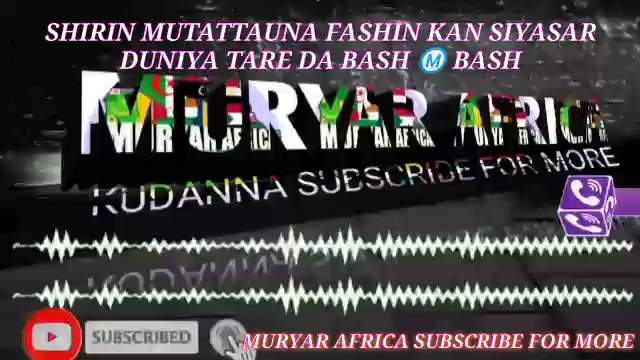 SHIRIN MUTATTAUNA FASHIN KAN SIYASAR
DUNIYA TARE DA BASH M BASH
MURYAR AFRICA
KUDANNA SUBSCRIBE FOR MORE
SUBSCRIBED
MURYAR AFRICA SUBSCRIBE FOR MORE